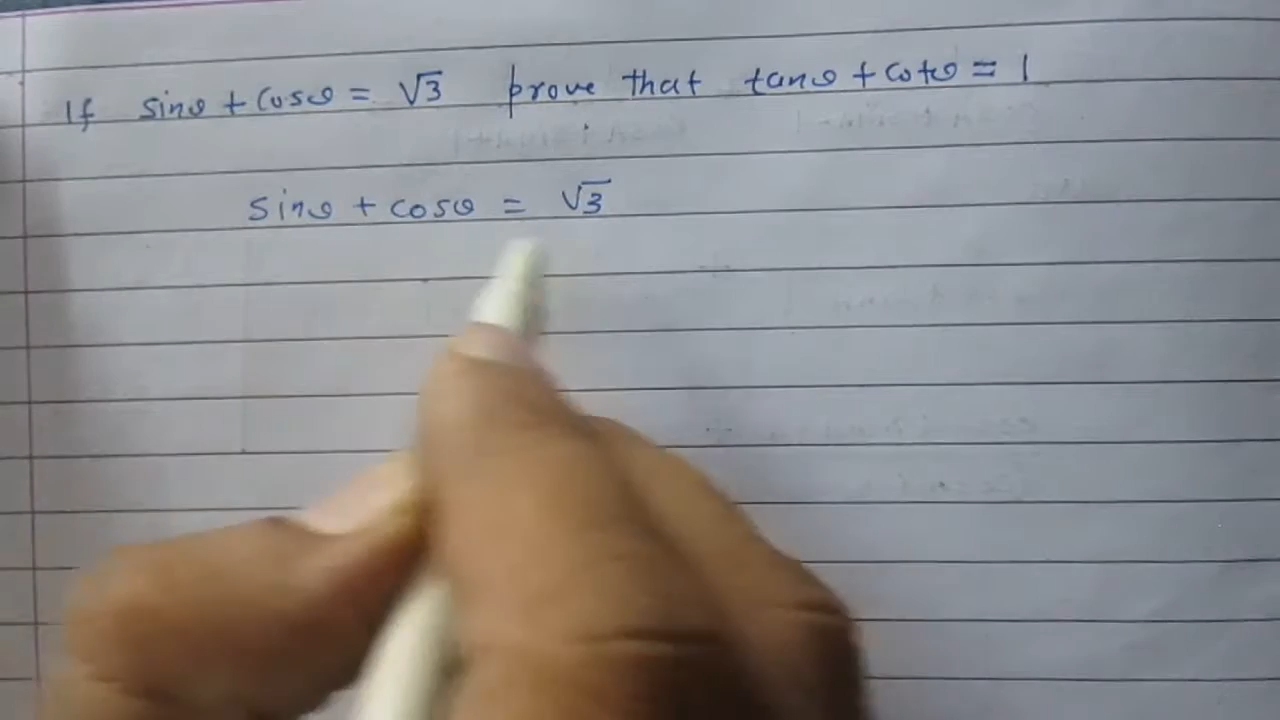 If sinθ + cosθ = √3 prove that tanθ + cotθ = 1
sinθ + cosθ = √3